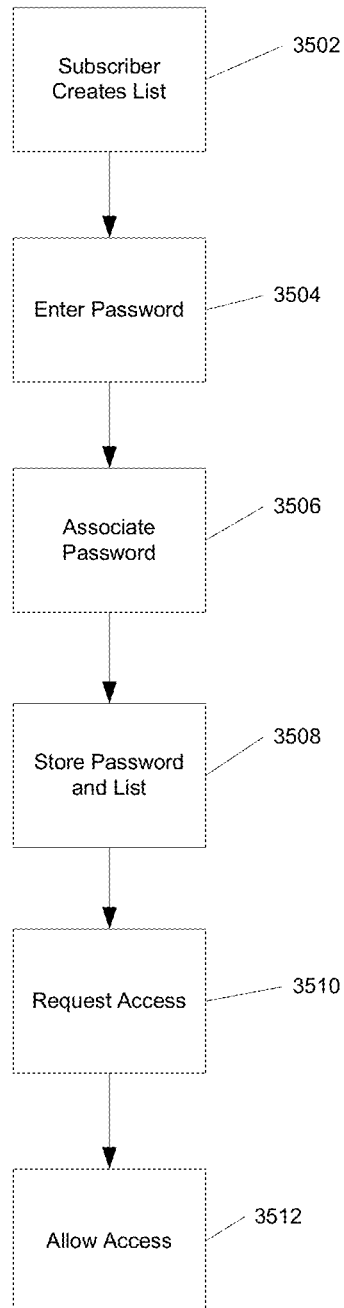 Subscriber
Creates List
3502
Enter Password
3504
Associate
Password
3506
Store Password
and List
3508
Request Access
3510
Allow Access
3512